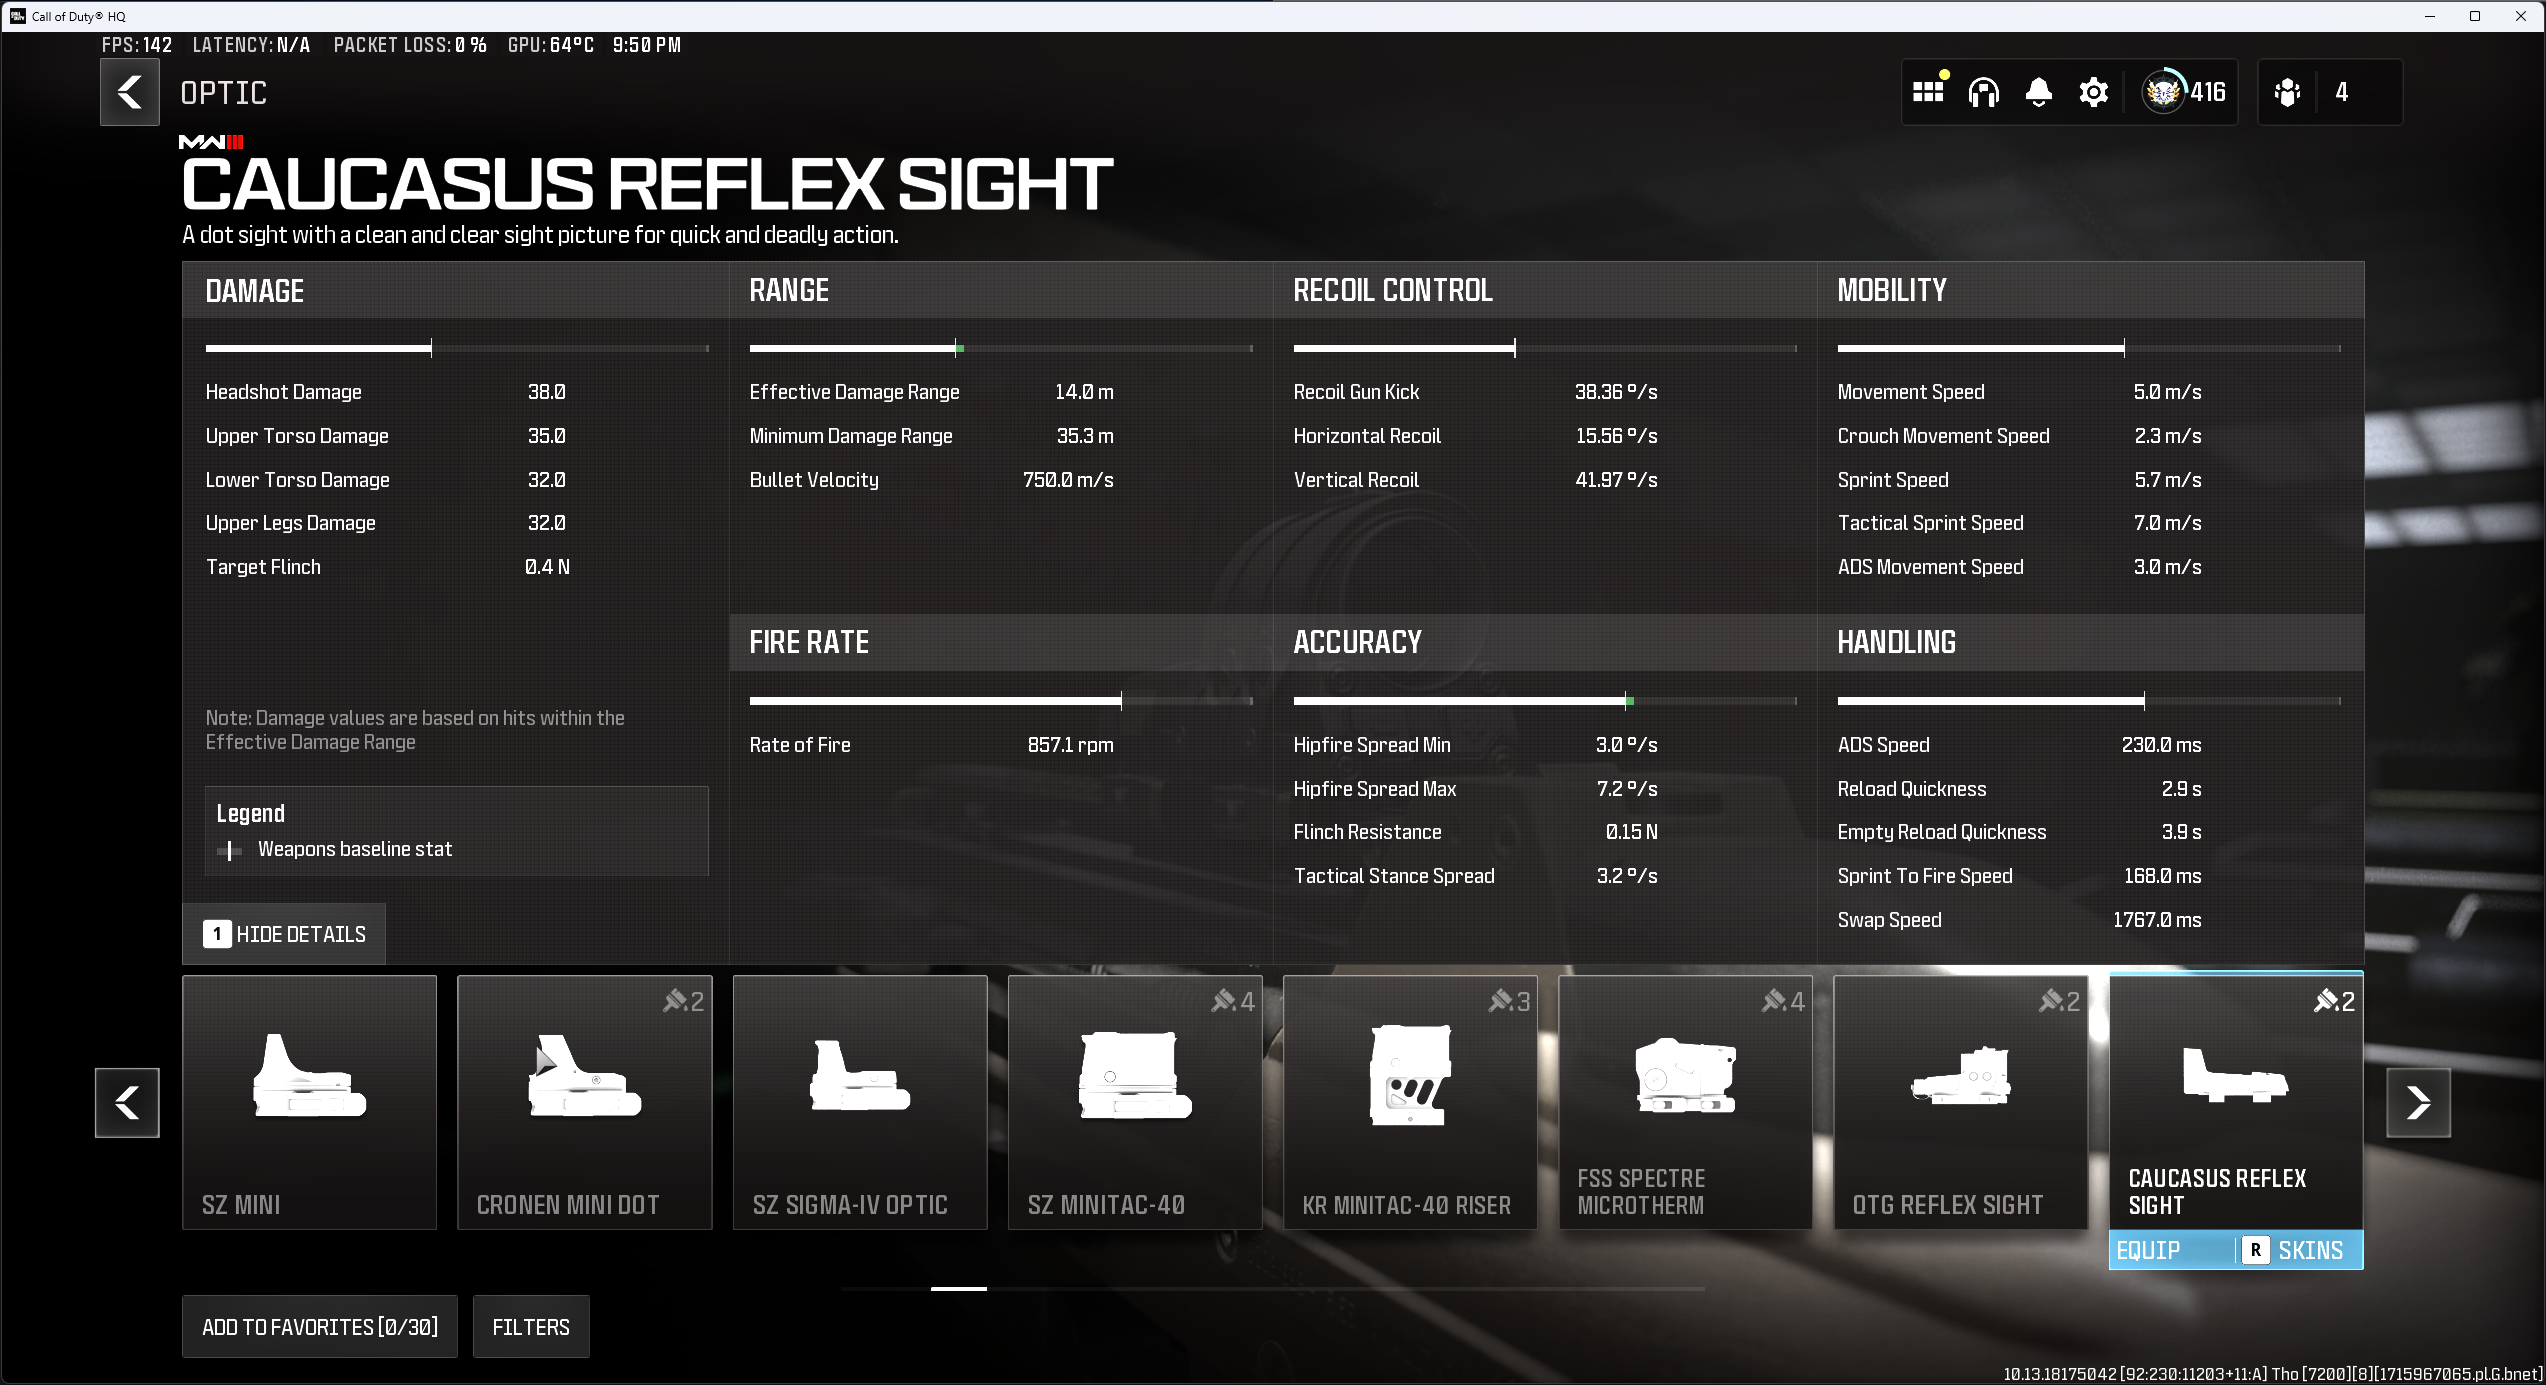 Call of Duty® HQ
FPS: 142 LATENCY: N/A PACKET LOSS: 0 % GPU: 64°C 9:50 PM
OPTIC
416
4
MWIII
CAUCASUS REFLEX SIGHT
A dot sight with a clean and clear sight picture for quick and deadly action.
DAMAGE
Headshot Damage 38.0
Upper Torso Damage 35.0
Lower Torso Damage 32.0
Upper Legs Damage 32.0
Target Flinch 0.4 N
Note: Damage values are based on hits within the
Effective Damage Range
Legend
Weapons baseline stat
1 HIDE DETAILS
RANGE
Effective Damage Range 14.0 m
Minimum Damage Range 35.3 m
Bullet Velocity 750.0 m/s
FIRE RATE
Rate of Fire 857.1 rpm
RECOIL CONTROL
Recoil Gun Kick 38.36 º/s
Horizontal Recoil 15.56 º/s
Vertical Recoil 41.97 º/s
ACCURACY
Hipfire Spread Min 3.0 º/s
Hipfire Spread Max 7.2 º/s
Flinch Resistance 0.15 N
Tactical Stance Spread 3.2 º/s
MOBILITY
Movement Speed 5.0 m/s
Crouch Movement Speed 2.3 m/s
Sprint Speed 5.7 m/s
Tactical Sprint Speed 7.0 m/s
ADS Movement Speed 3.0 m/s
HANDLING
ADS Speed 230.0 ms
Reload Quickness 2.9 s
Empty Reload Quickness 3.9 s
Sprint To Fire Speed 168.0 ms
Swap Speed 1767.0 ms
SZ MINI
2
CRONEN MINI DOT
SZ SIGMA-IV OPTIC
4
SZ MINITAC-40
3
KR MINITAC-40 RISER
4
FSS SPECTRE
MICROTHERM
2
QTG REFLEX SIGHT
2
CAUCASUS REFLEX
SIGHT
EQUIP R SKINS
ADD TO FAVORITES [0/30]
FILTERS
10.13.18175042 [92:230:11203+11:A] Tho [7200][8][1715967065.pl.G.bnet]